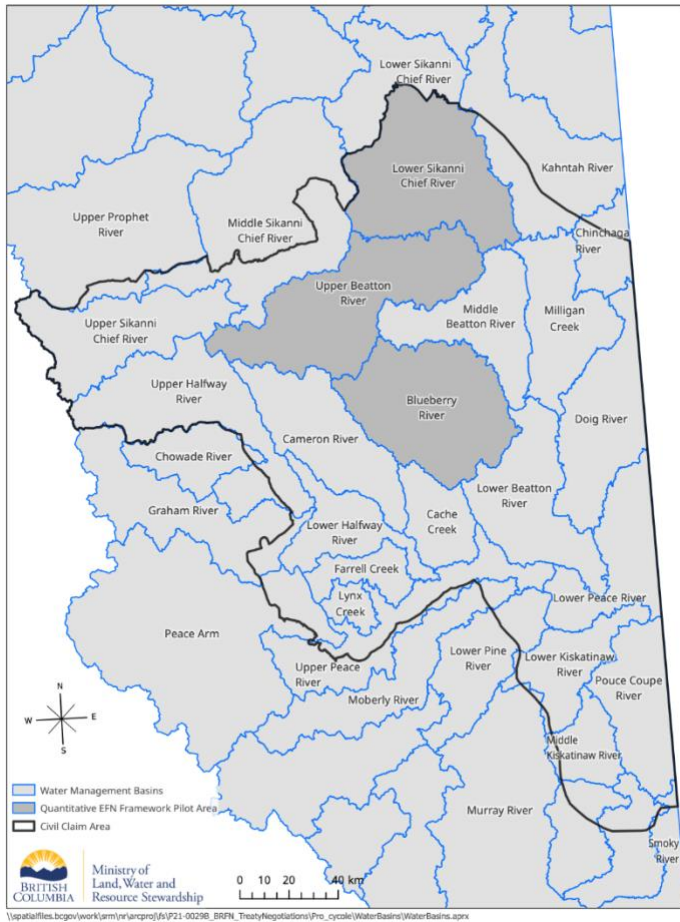 Lower Sikanni
Chief River
Lower Sikanni
Chief River
Kahntah River
Upper Prophet
River
Middle Sikanni
Chief River
Chinchaga
River
Upper Beatton
River
Upper Sikanni
Chief River
Middle
Beatton River
Milligan
Creek
Upper Halfway
River
Blueberry
River
Doig River
Cameron River
Chowade River
Graham River
Lower Beatton
River
Cache
Creek
Lower Halfway
River
Farrell Creek
Lynx
Creek
Lower Peace River
Peace Arm
Upper Peace
River
Lower Pine
River
Lower Kiskatinaw
River
Pouce Coupe
River
Moberly River
Middle
Kiskatinaw River
Murray River
Smoky
River
N
W
E
S
Water Management Basins
Quantitative EFN Framework Pilot Area
Civil Claim Area
BRITISH
COLUMBIA
Ministry of
Land, Water and
Resource Stewardship
0 10 20 40 km
\\spatialfiles.bcgov\work\srm\nr\arcproj\fs\P21-0029B_BRFN_TreatyNegotiations\Pro_cycole\WaterBasins\WaterBasins.aprx